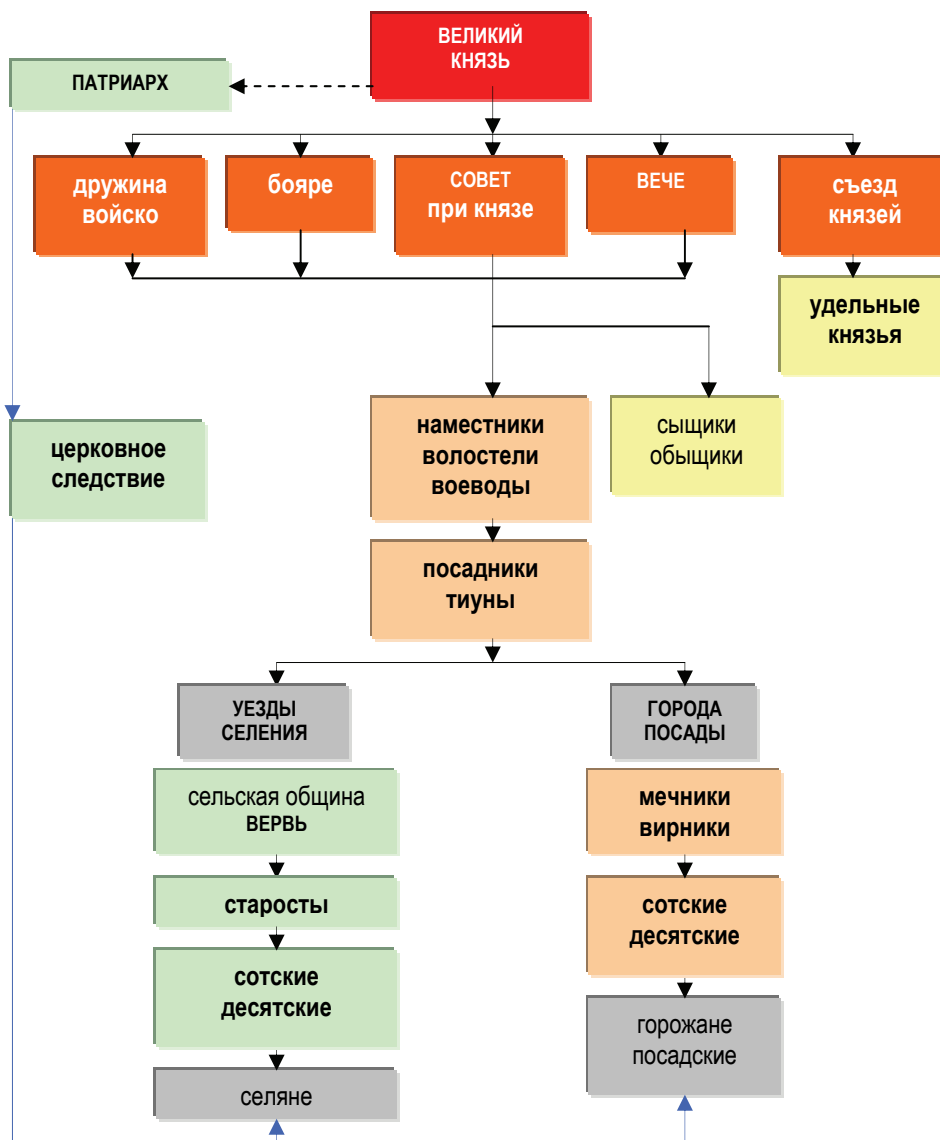 ВЕЛИКИЙ
КНЯЗЬ
ПАТРИАРХ
дружина
войско
бояре
СОВЕТ
при князе
ВЕЧЕ
съезд
князей
удельные
князья
наместники
волостели
воеводы
сыщики
обыщики
церковное
следствие
посадники
тиуны
УЕЗДЫ
СЕЛЕНИЯ
ГОРОДА
ПОСАДЫ
сельская община
ВЕРВЬ
мечники
вирники
старосты
сотские
десятские
сотские
десятские
горожане
посадские
селяне